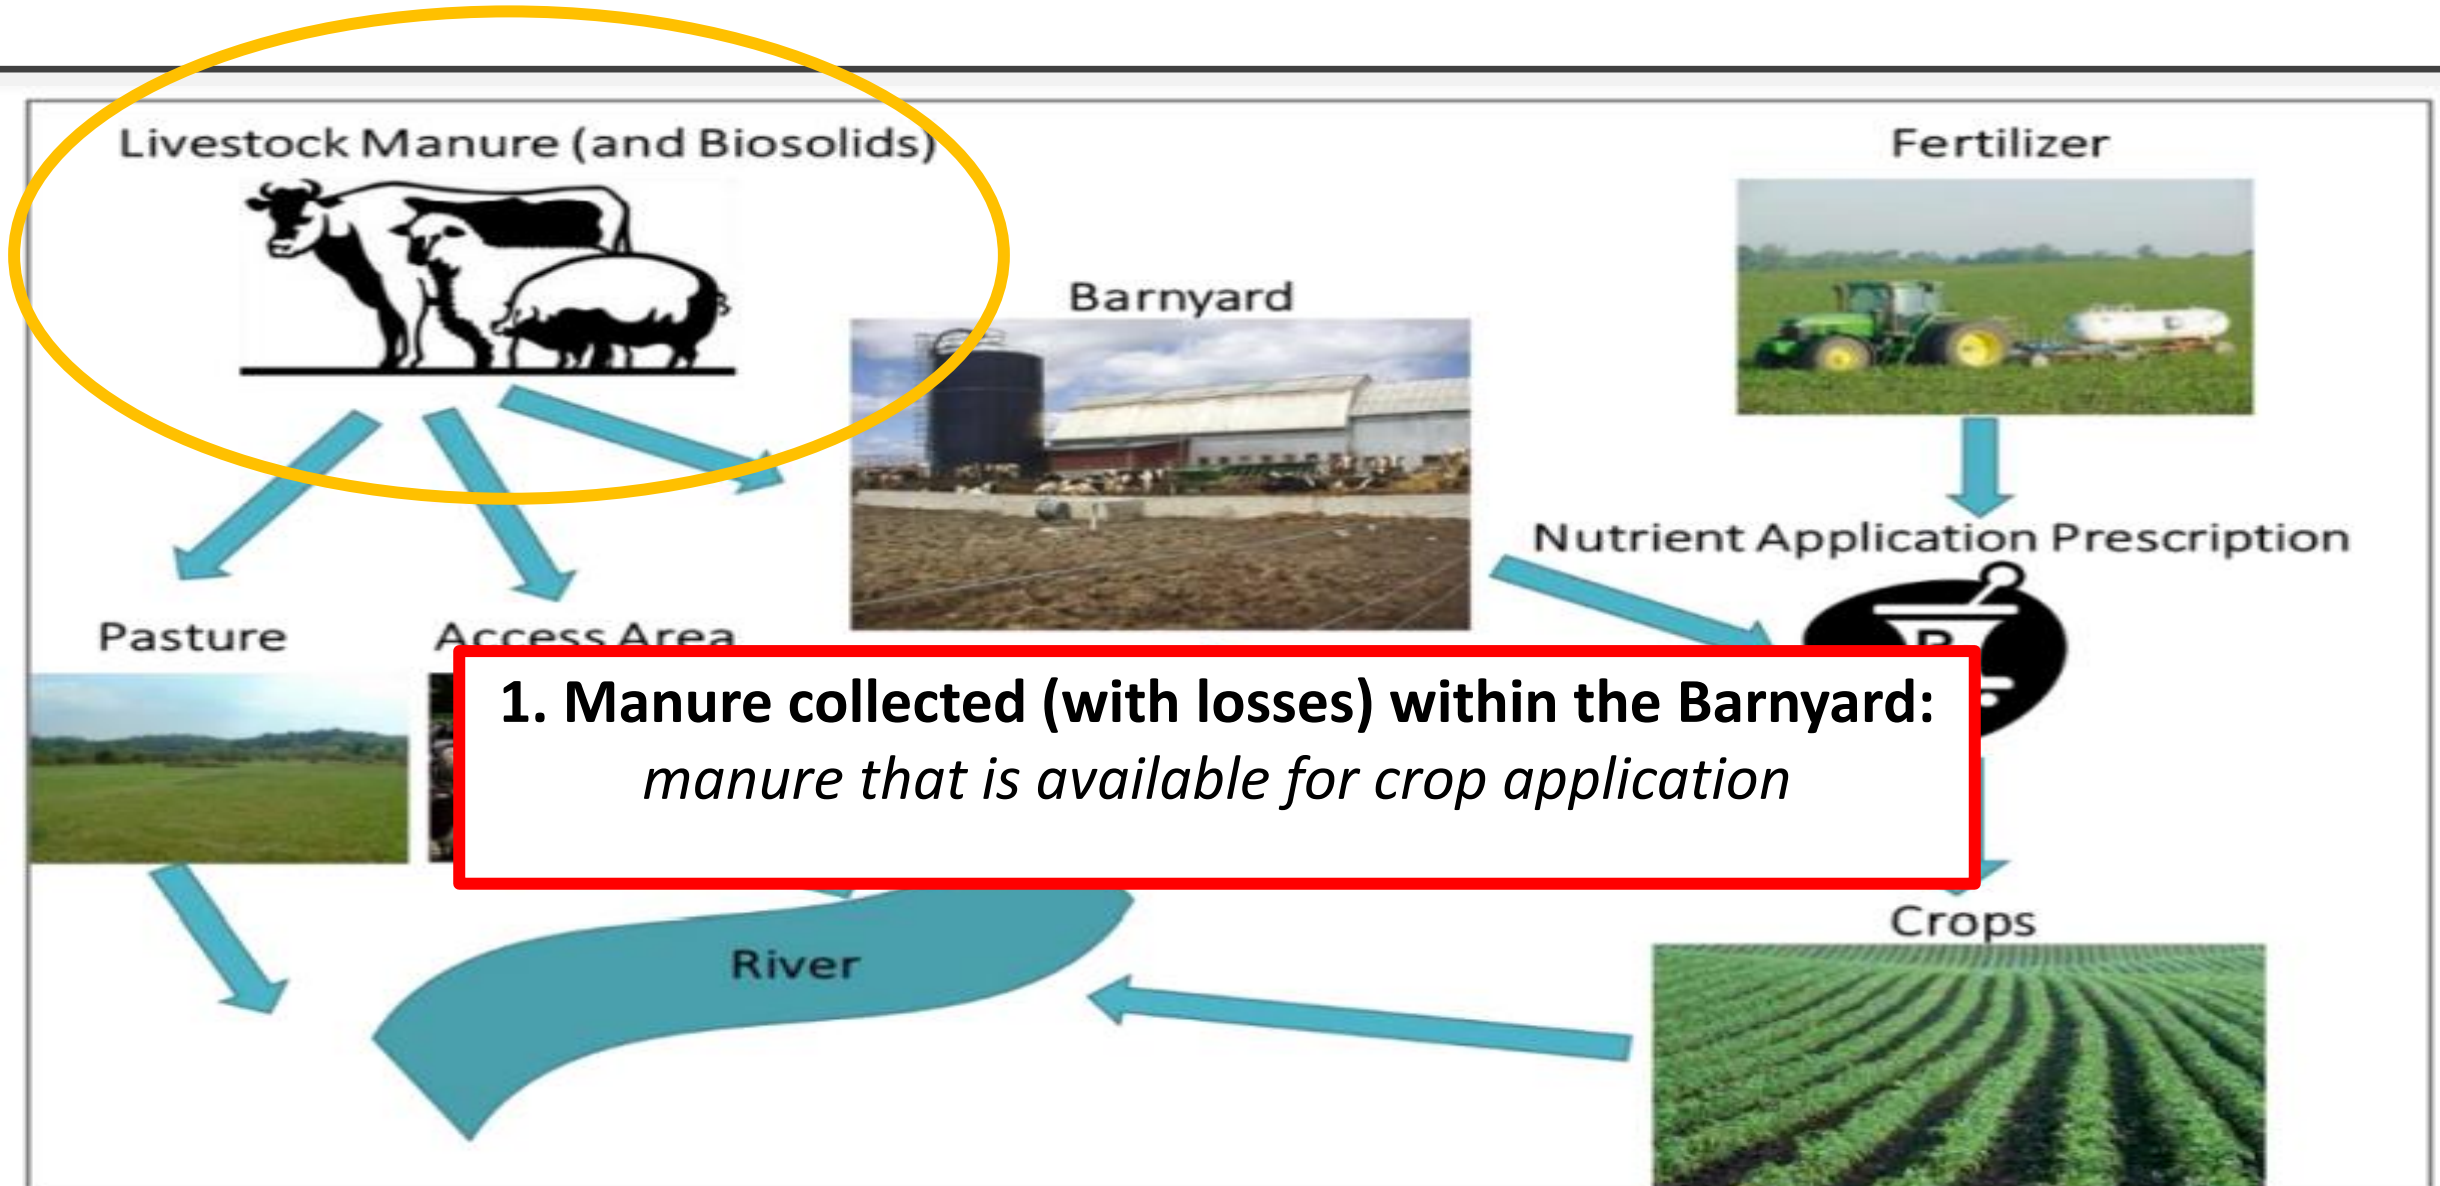 Livestock Manure (and Biosolids)
Fertilizer
Barnyard
Nutrient Application Prescription
Pasture
Access Area
1. Manure collected (with losses) within the Barnyard:
manure that is available for crop application
Crops
River